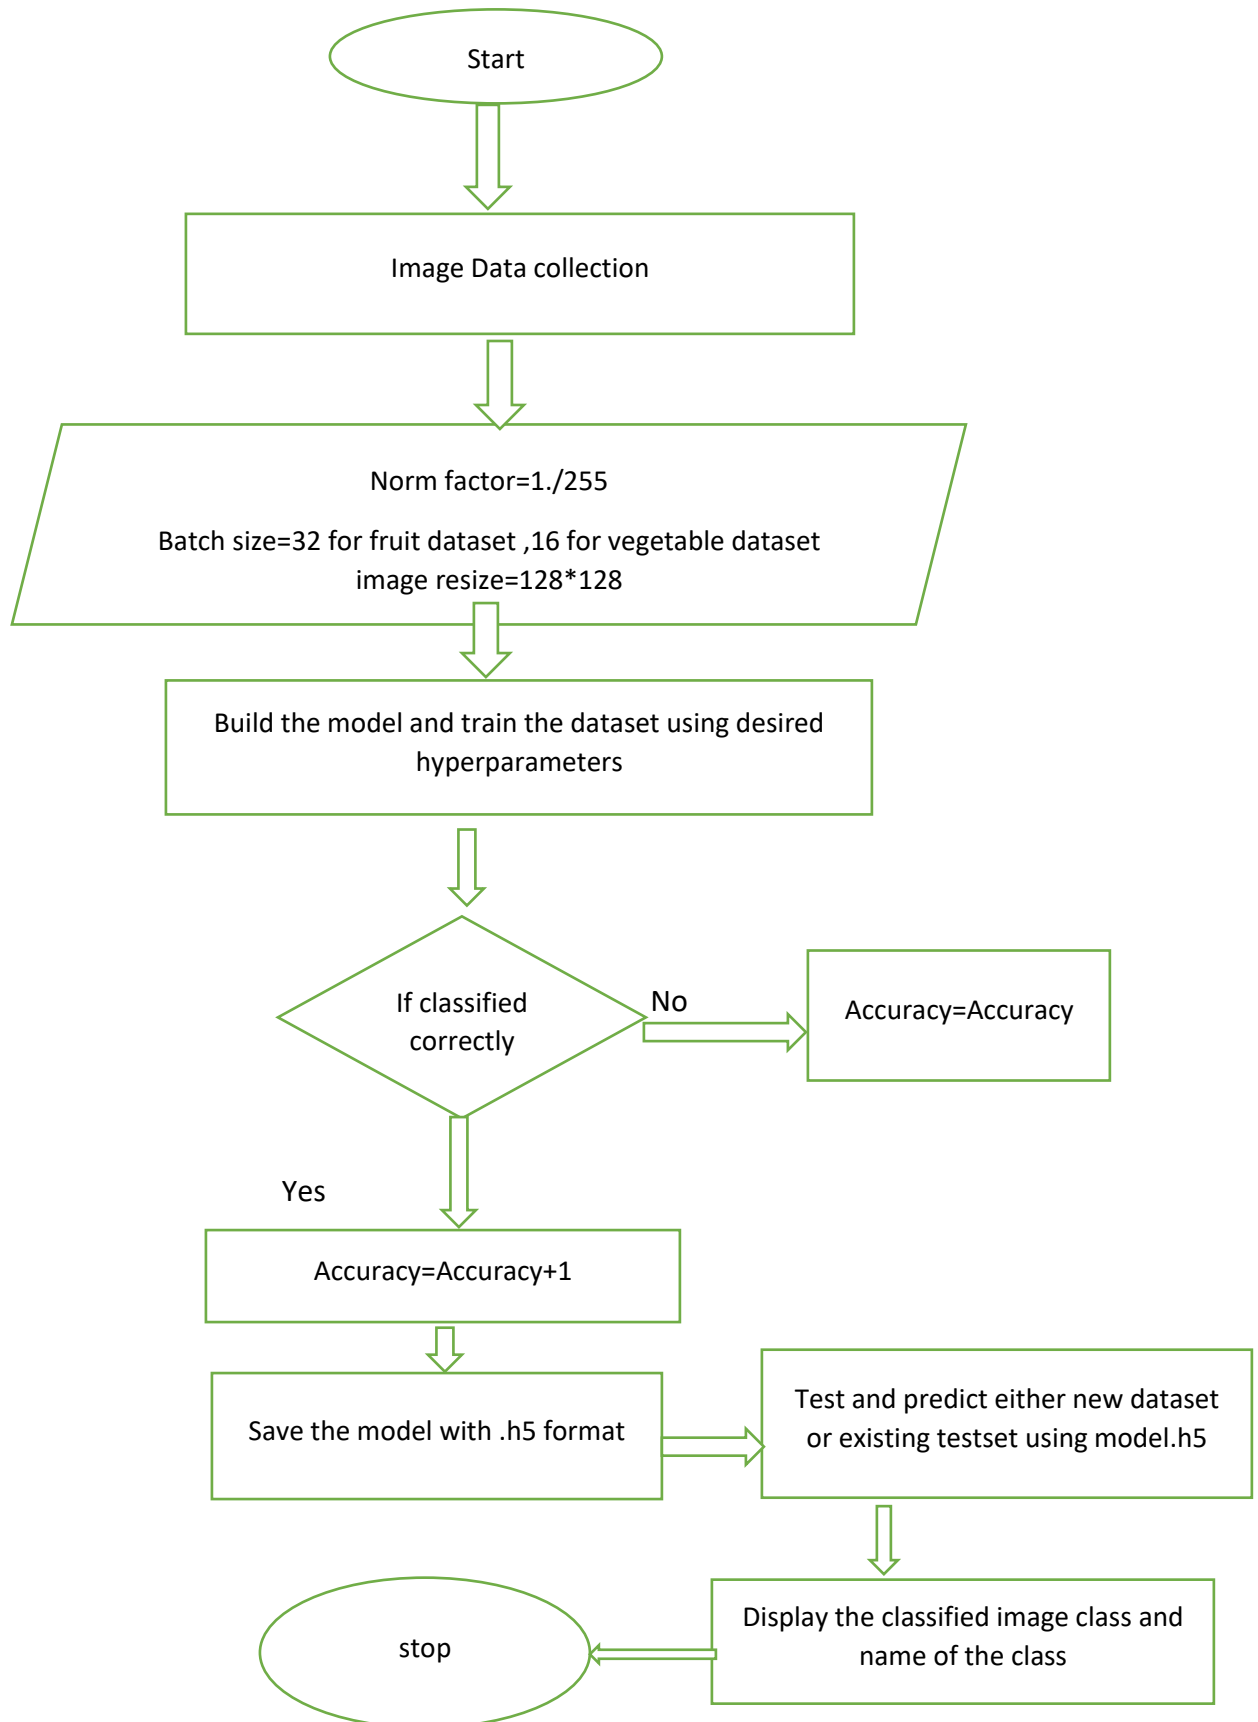 Start
Image Data collection
Norm factor=1./255
Batch size=32 for fruit dataset ,16 for vegetable dataset
image resize=128*128
Build the model and train the dataset using desired
hyperparameters
If classified
correctly
No
Accuracy=Accuracy
Yes
Accuracy=Accuracy+1
Save the model with .h5 format
Test and predict either new dataset
or existing testset using model.h5
Display the classified image class and
name of the class
stop